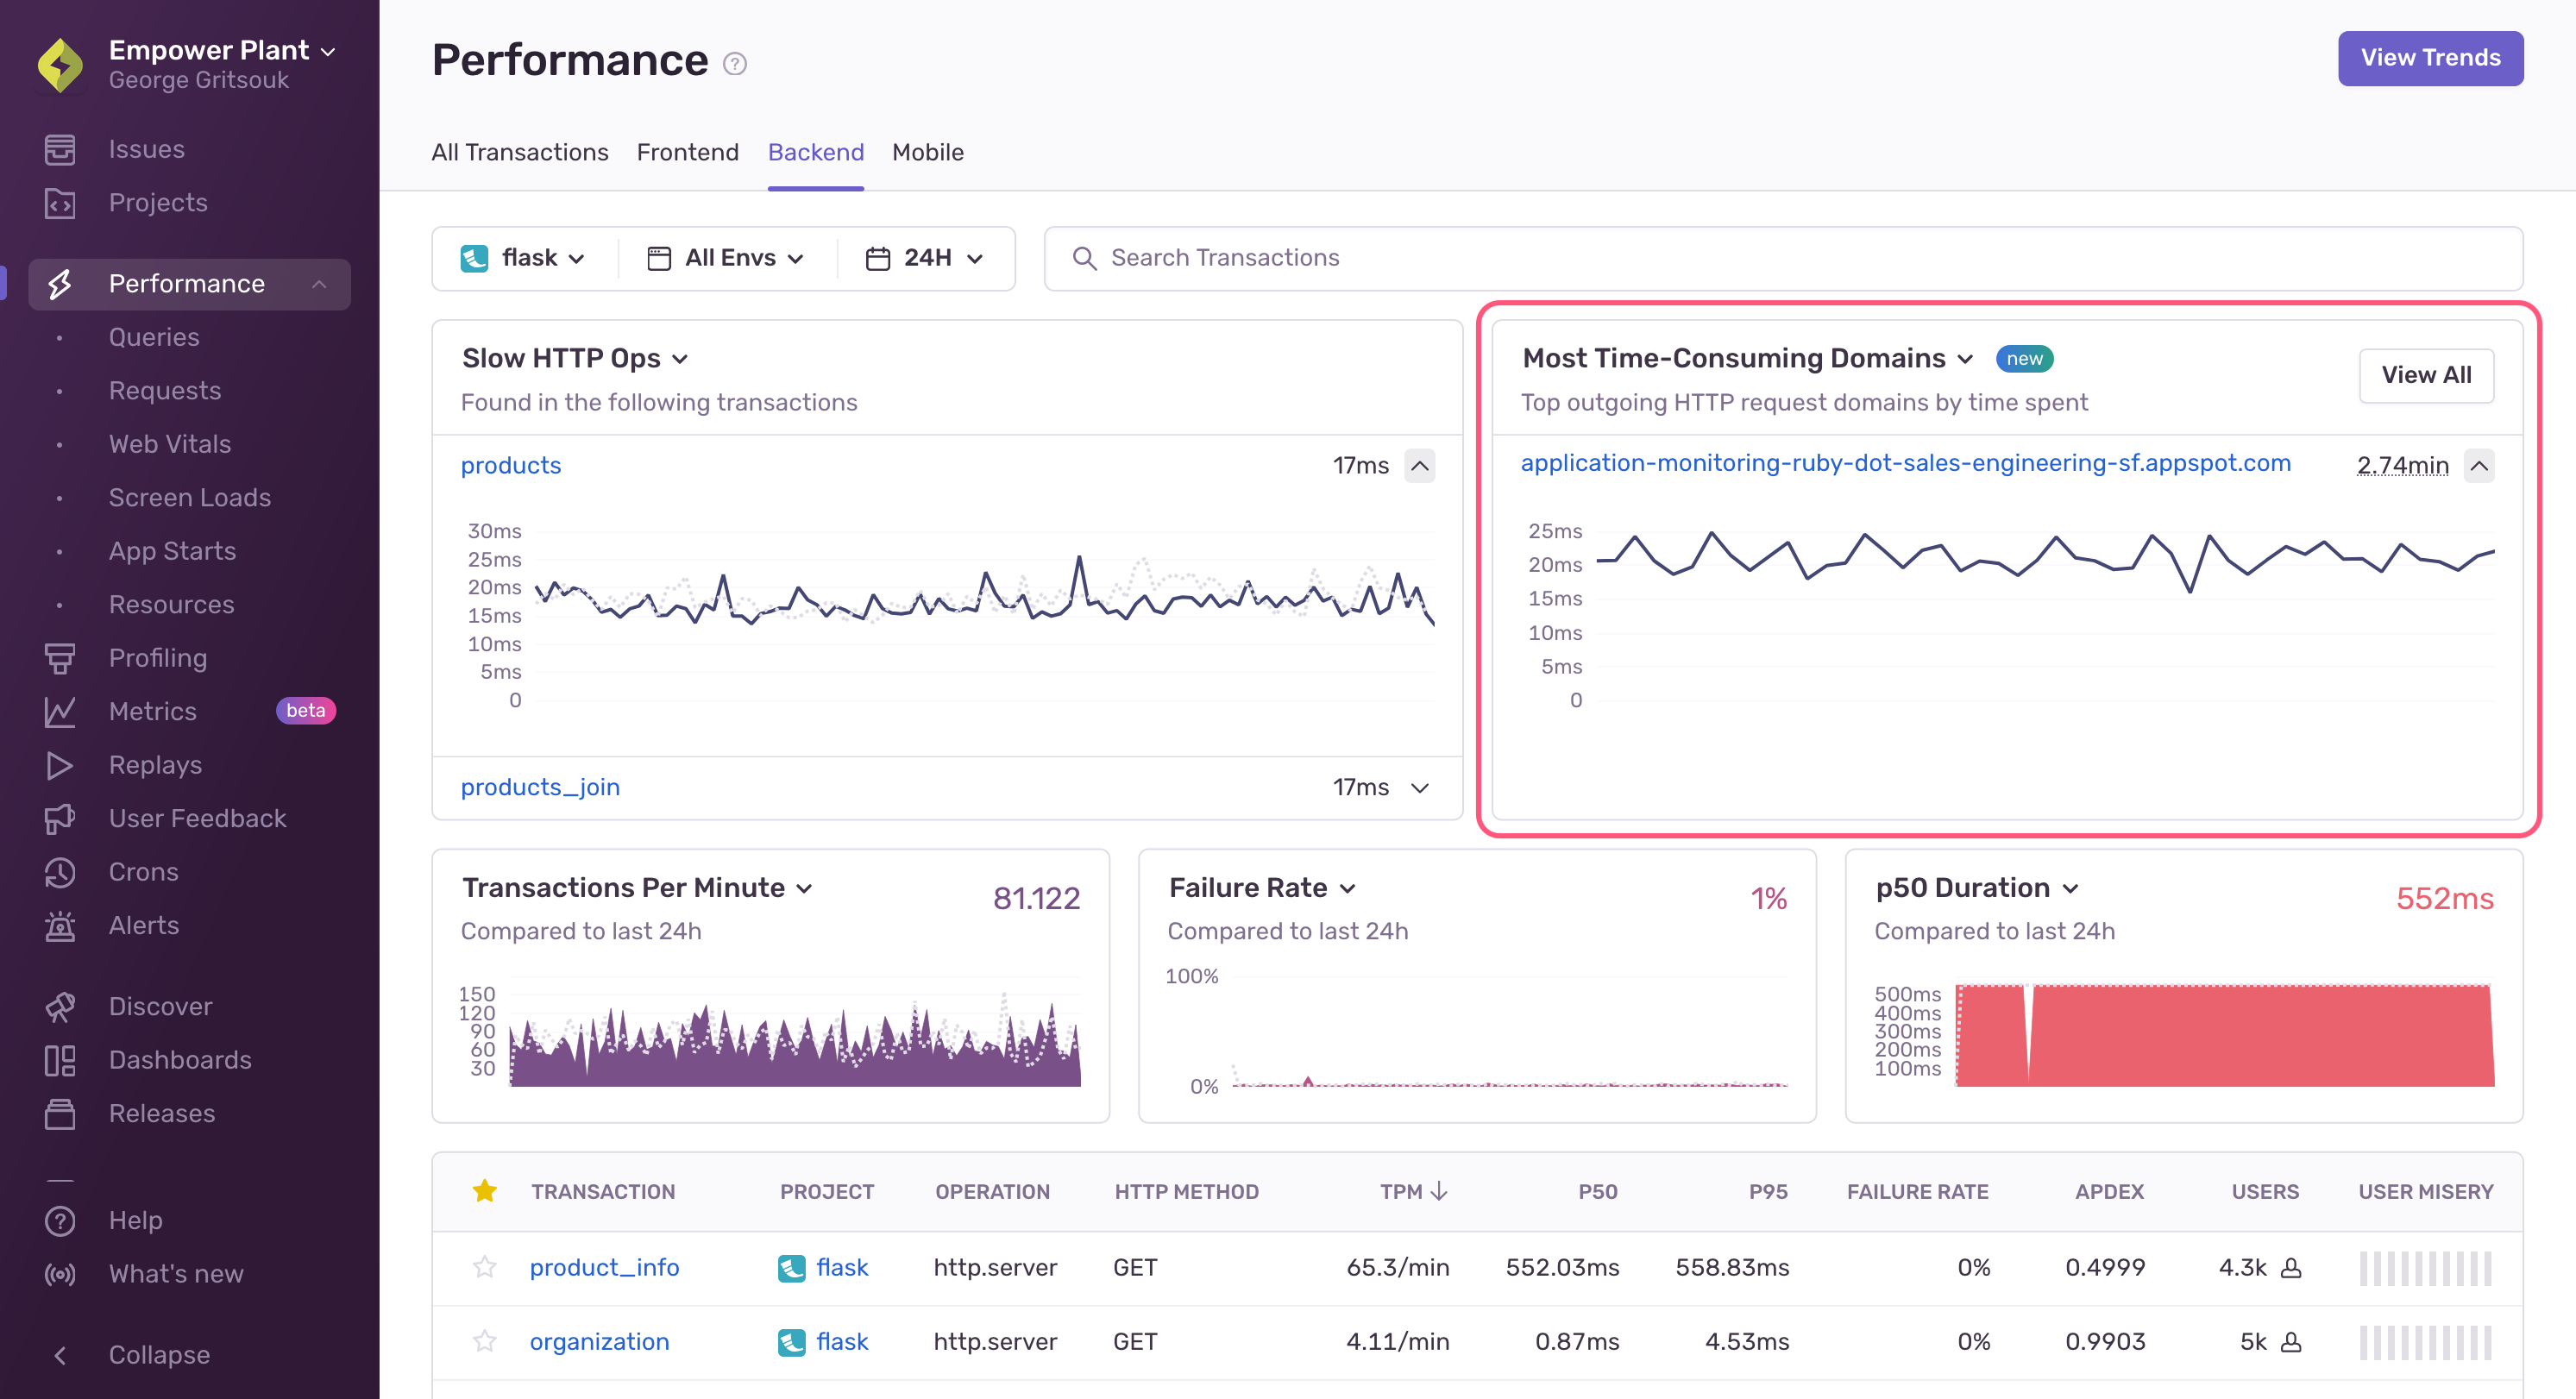 Empower Plant
George Gritsouk
Issues
Projects
Performance
Queries
Requests
Web Vitals
Screen Loads
App Starts
Resources
Profiling
Metrics beta
Replays
User Feedback
Crons
Alerts
Discover
Dashboards
Releases
Help
What's new
Collapse
Performance ?
View Trends
All Transactions Frontend Backend Mobile
flask All Envs 24H Search Transactions
Slow HTTP Ops
Found in the following transactions
products 17ms
30ms
25ms
20ms
15ms
10ms
5ms
0
products_join 17ms
Most Time-Consuming Domains new
Top outgoing HTTP request domains by time spent
View All
application-monitoring-ruby-dot-sales-engineering-sf.appspot.com 2.74min
25ms
20ms
15ms
10ms
5ms
0
Transactions Per Minute 81.122
Compared to last 24h
150
120
90
60
30
Failure Rate 1%
Compared to last 24h
100%
0%
p50 Duration 552ms
Compared to last 24h
500ms
400ms
300ms
200ms
100ms
TRANSACTION PROJECT OPERATION HTTP METHOD TPM P50 P95 FAILURE RATE APDEX USERS USER MISERY
product_info flask http.server GET 65.3/min 552.03ms 558.83ms 0% 0.4999 4.3k
organization flask http.server GET 4.11/min 0.87ms 4.53ms 0% 0.9903 5k